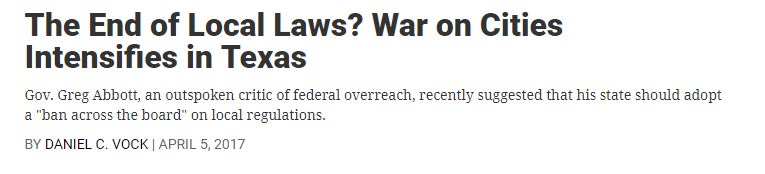 The End of Local Laws? War on Cities
Intensifies in Texas
Gov. Greg Abbott, an outspoken critic of federal overreach, recently suggested that his state should adopt
a "ban across the board" on local regulations.
BY DANIEL C. VOCK | APRIL 5, 2017